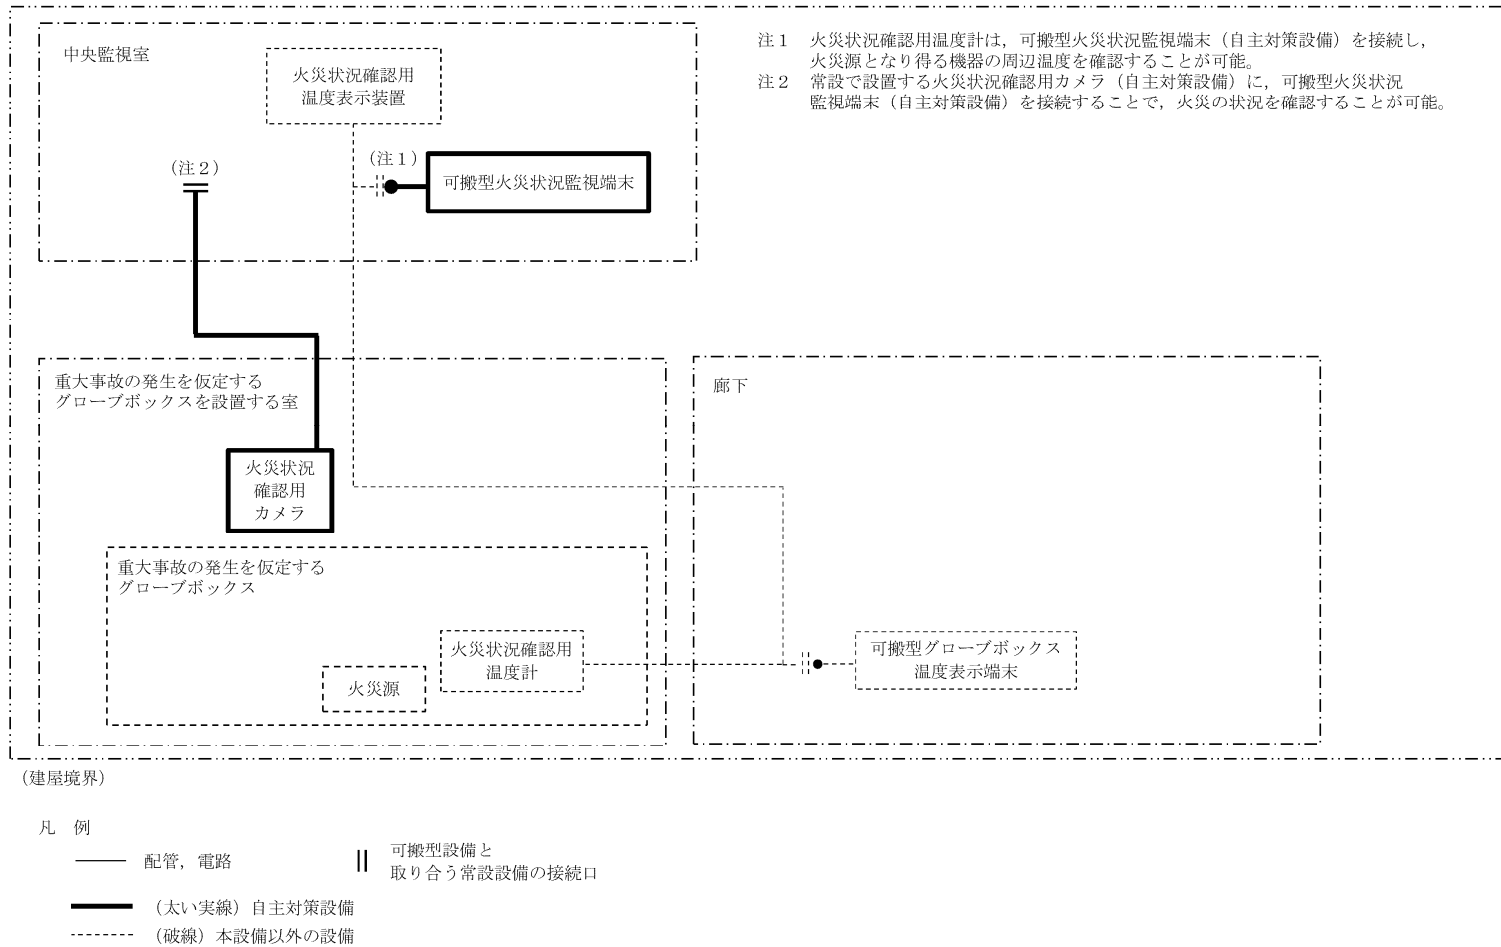 中央監視室
火災状況確認用
温度表示装置
注１　火災状況確認用温度計は，可搬型火災状況監視端末（自主対策設備）を接続し，
火災源となり得る機器の周辺温度を確認することが可能。
注２　常設で設置する火災状況確認用カメラ（自主対策設備）に，可搬型火災状況
監視端末（自主対策設備）を接続することで，火災の状況を確認することが可能。
（注２）
（注１）
可搬型火災状況監視端末
重大事故の発生を仮定する
グローブボックスを設置する室
廊下
火災状況
確認用
カメラ
重大事故の発生を仮定する
グローブボックス
火災状況確認用
温度計
火災源
可搬型グローブボックス
温度表示端末
（建屋境界）
凡　例
配管，電路
可搬型設備と
取り合う常設設備の接続口
（太い実線）自主対策設備
（破線）本設備以外の設備